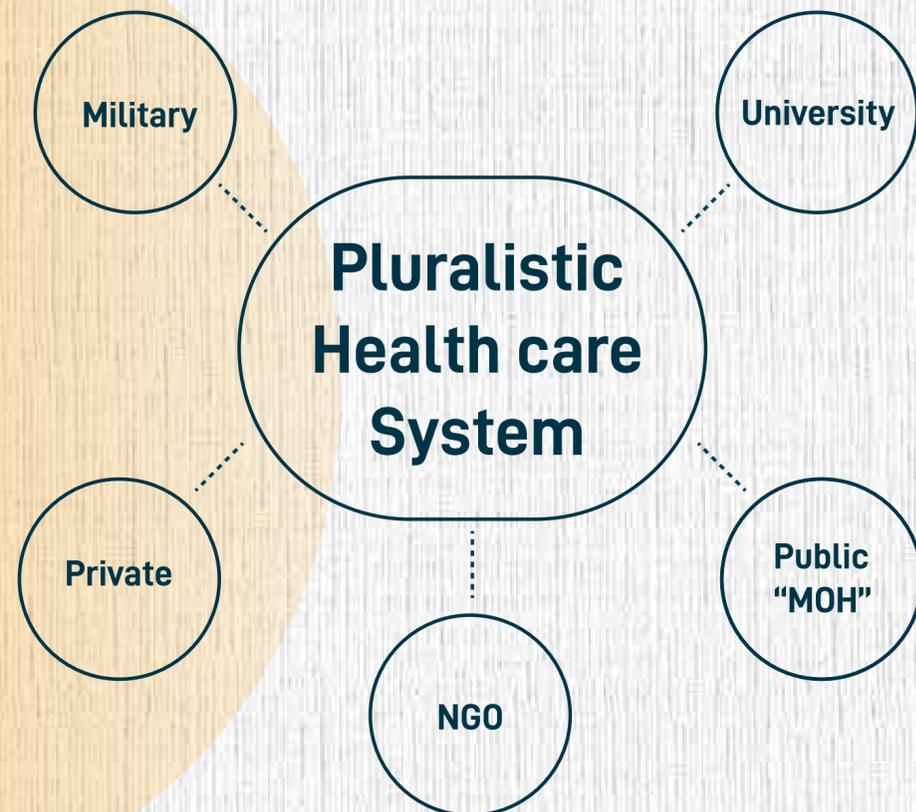 Military
University
Pluralistic
Health care
System
Private
Public
“MOH”
NGO